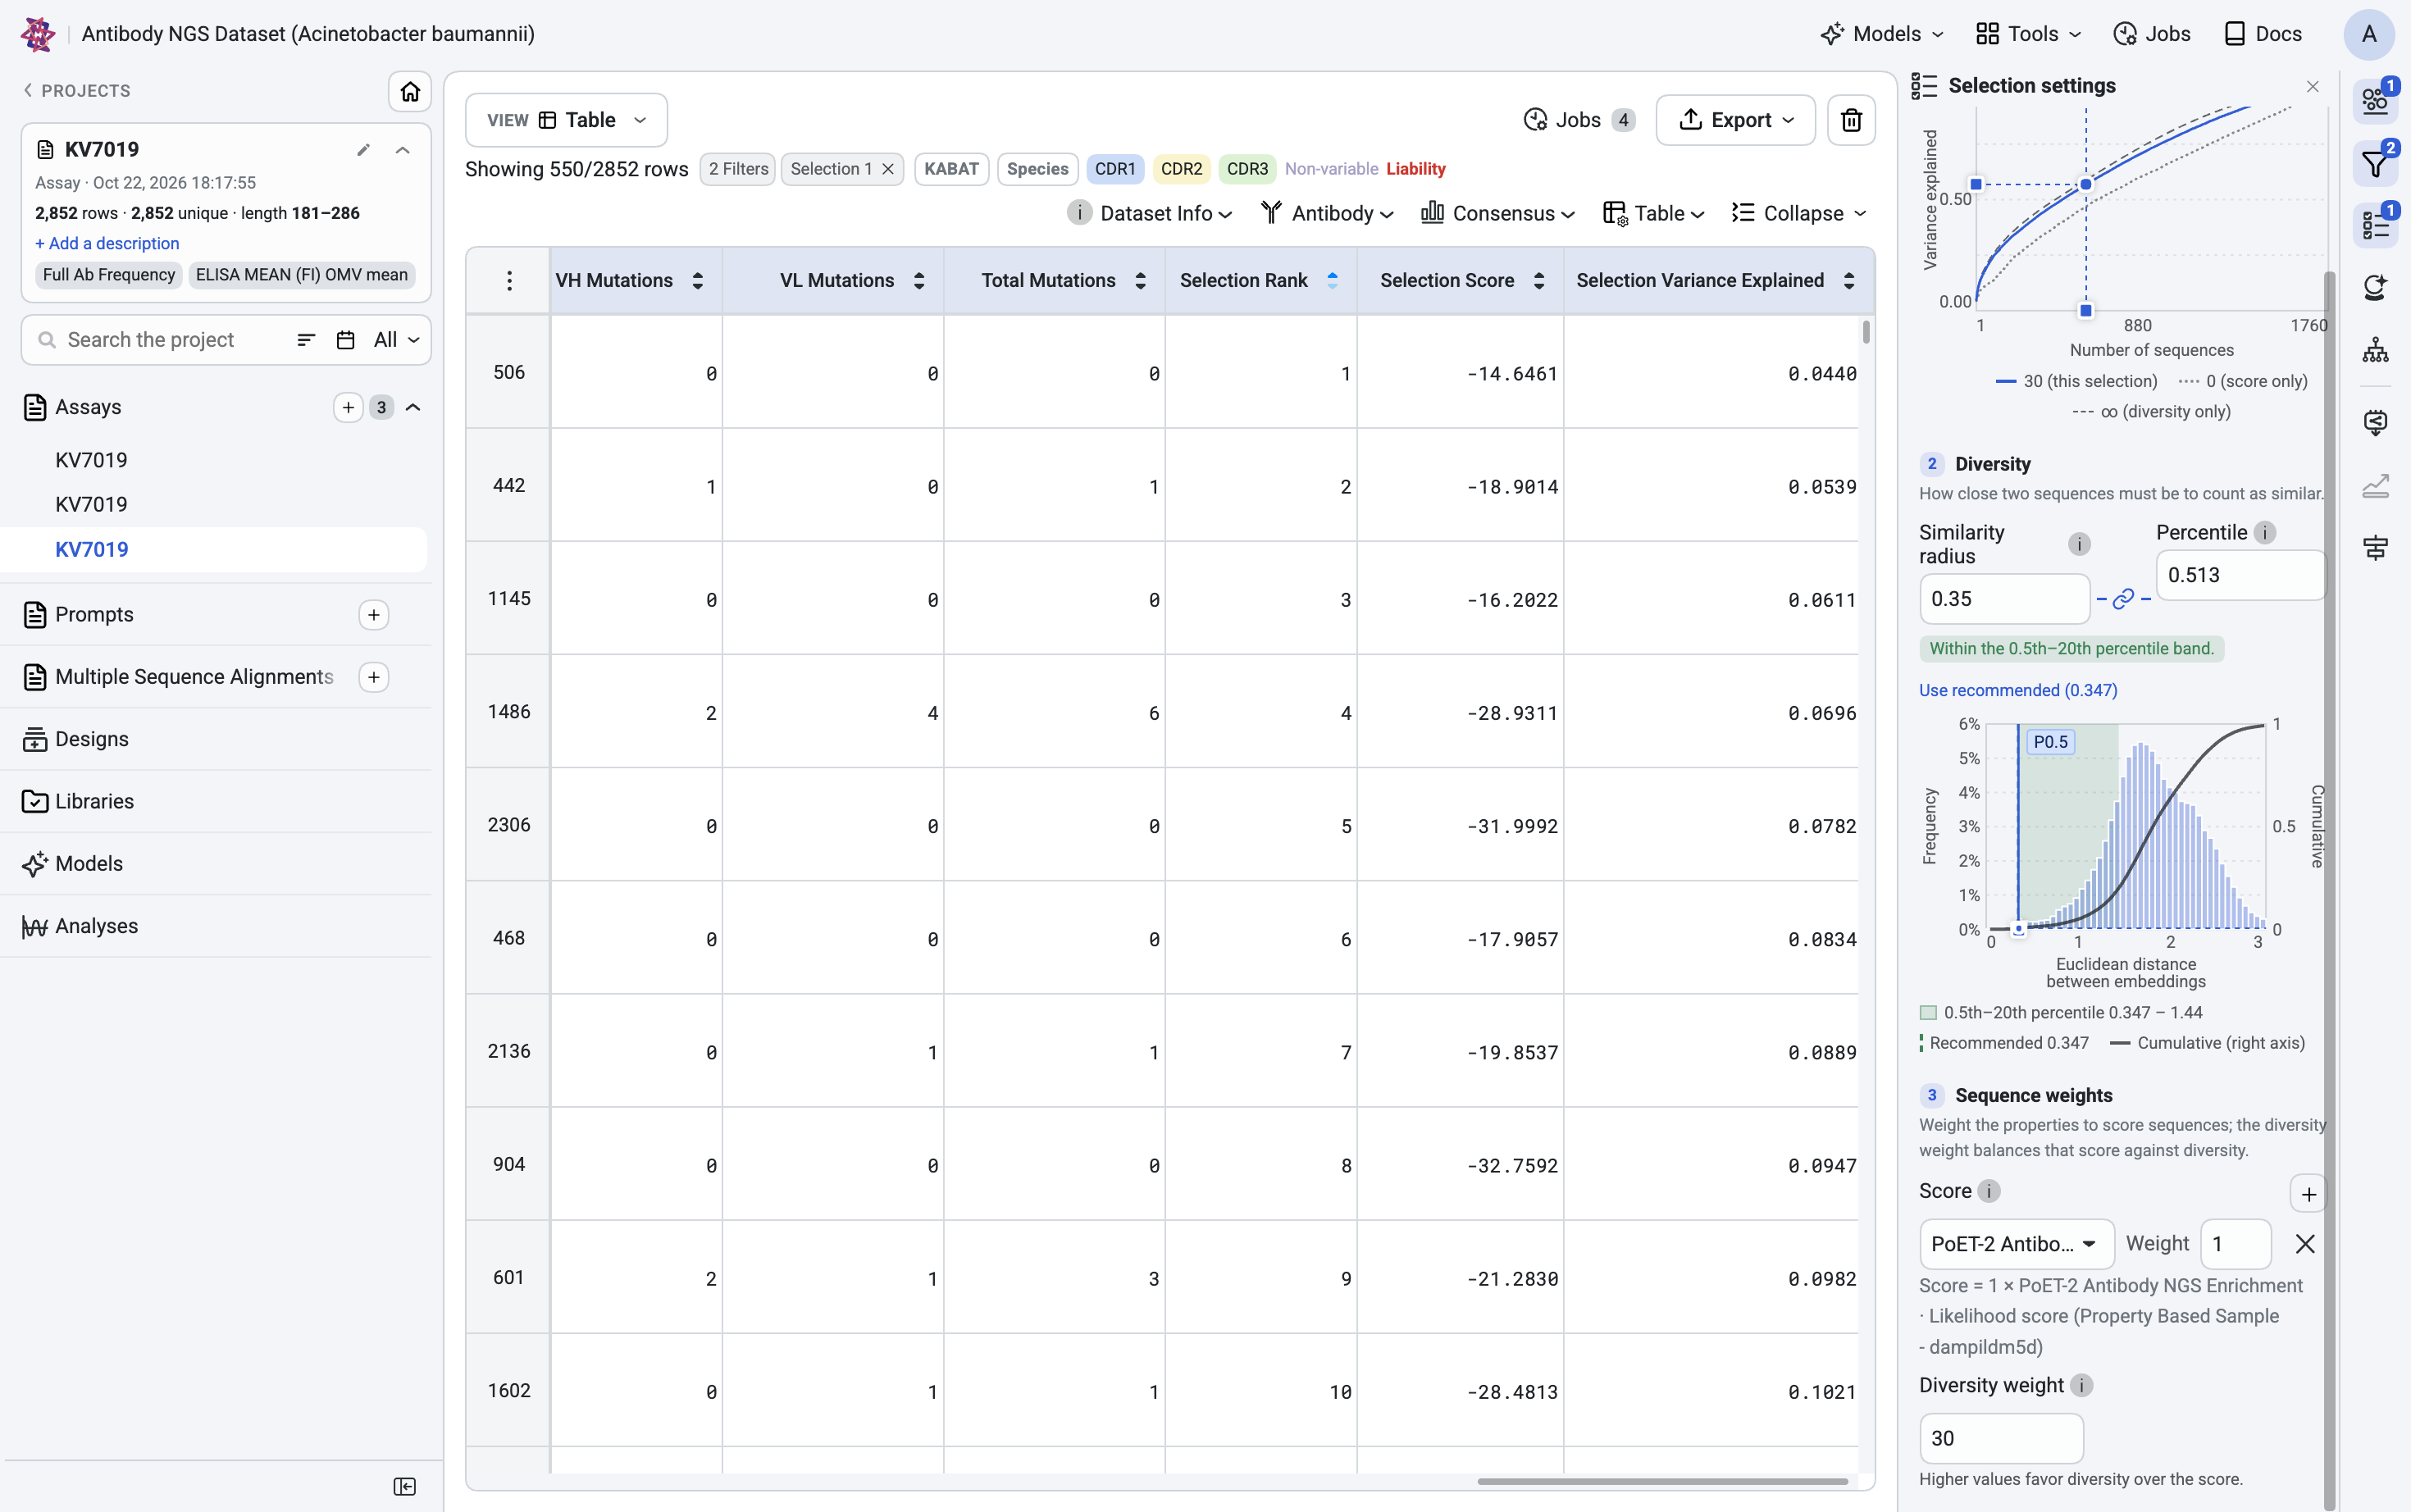 Antibody NGS Dataset (Acinetobacter baumannii)
Models
Tools
Jobs
Docs
A
PROJECTS
KV7019
Assay · Oct 22, 2026 18:17:55
2,852 rows · 2,852 unique · length 181–286
+ Add a description
Full Ab Frequency
ELISA MEAN (FI) OMV mean
Search the project
All
Assays
3
KV7019
KV7019
KV7019
Prompts
Multiple Sequence Alignments
Designs
Libraries
Models
Analyses
VIEW Table
Jobs 4
Export
Showing 550/2852 rows
2 Filters
Selection 1
KABAT
Species
CDR1
CDR2
CDR3
Non-variable
Liability
Dataset Info
Antibody
Consensus
Table
Collapse
VH Mutations VL Mutations Total Mutations Selection Rank Selection Score Selection Variance Explained
506 0 0 0 1 -14.6461 0.0440
442 1 0 1 2 -18.9014 0.0539
1145 0 0 0 3 -16.2022 0.0611
1486 2 4 6 4 -28.9311 0.0696
2306 0 0 0 5 -31.9992 0.0782
468 0 0 0 6 -17.9057 0.0834
2136 0 1 1 7 -19.8537 0.0889
904 0 0 0 8 -32.7592 0.0947
601 2 1 3 9 -21.2830 0.0982
1602 0 1 1 10 -28.4813 0.1021
Selection settings
Variance explained
0.50
0.00
1 880 1760
Number of sequences
30 (this selection) 0 (score only)
∞ (diversity only)
2 Diversity
How close two sequences must be to count as similar.
Similarity radius
Percentile
0.35
0.513
Within the 0.5th–20th percentile band.
Use recommended (0.347)
P0.5
Frequency
6%
5%
4%
3%
2%
1%
0%
1
0.5
0
Cumulative
0 1 2 3
Euclidean distance
between embeddings
0.5th–20th percentile 0.347 – 1.44
Recommended 0.347 Cumulative (right axis)
3 Sequence weights
Weight the properties to score sequences; the diversity
weight balances that score against diversity.
Score
PoET-2 Antibo... Weight 1
Score = 1 × PoET-2 Antibody NGS Enrichment
· Likelihood score (Property Based Sample
- dampildm5d)
Diversity weight
30
Higher values favor diversity over the score.
1
2
1